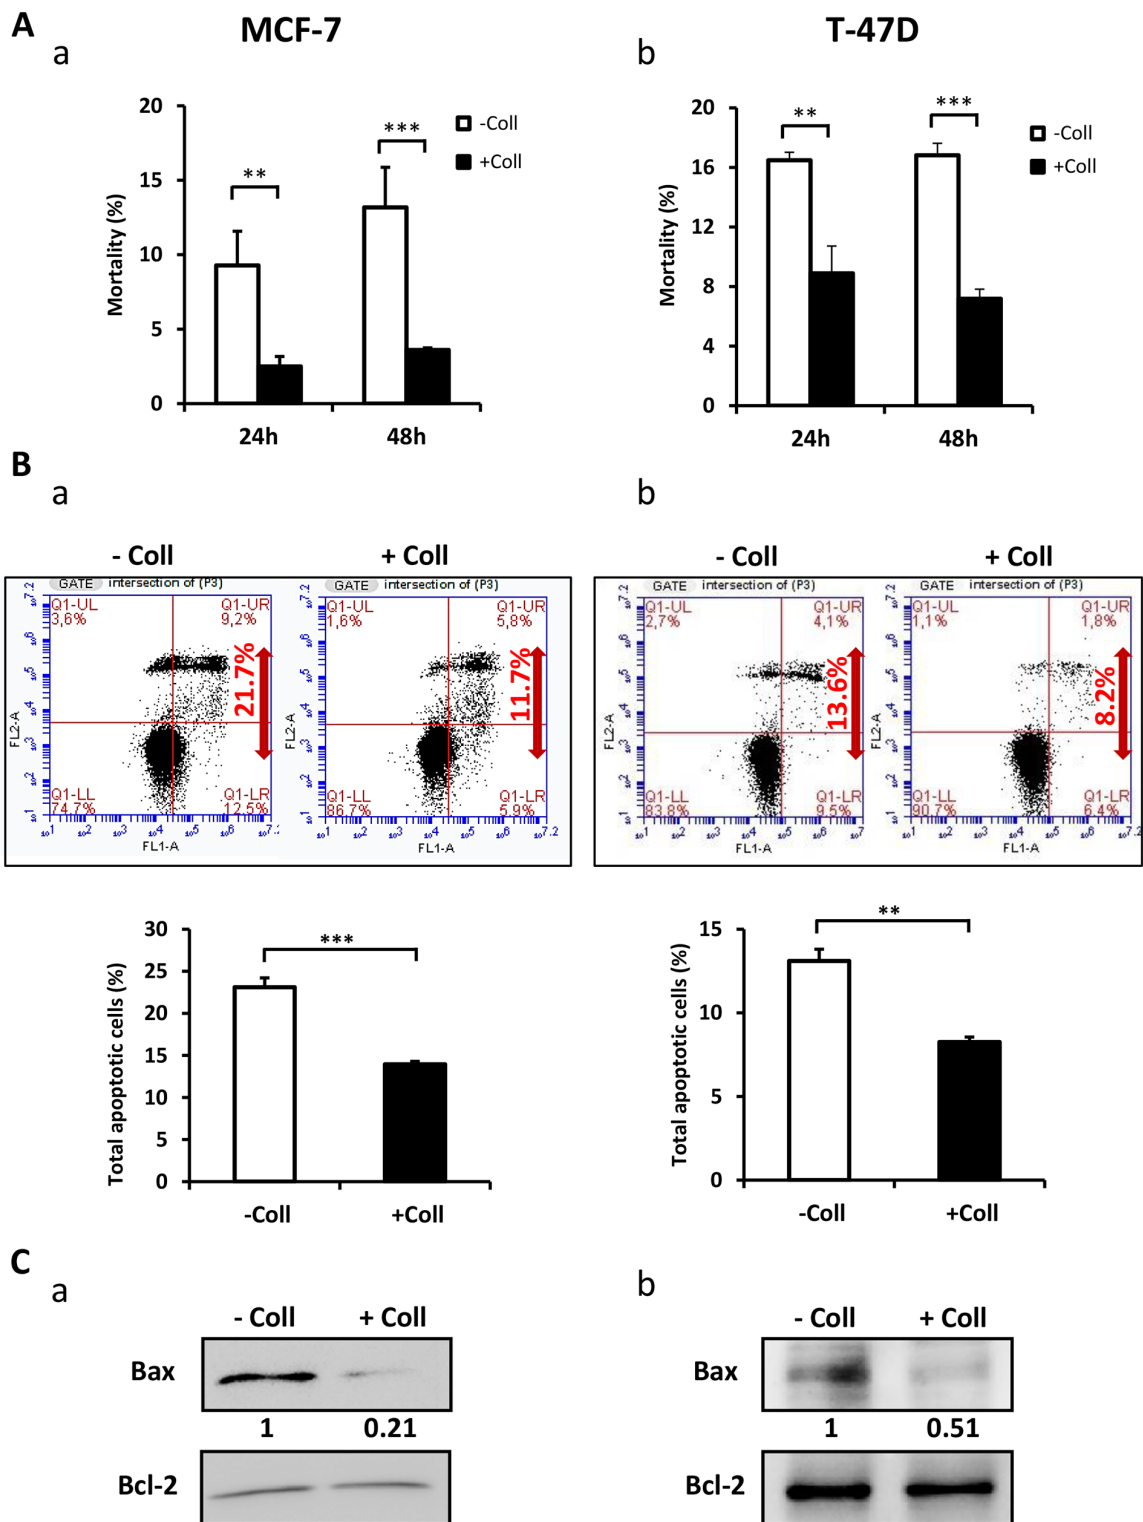 A
MCF-7
T-47D
a
b
20
15
10
5
0
Mortality (%)
**
***
-Coll
+Coll
24h
48h
20
16
12
8
4
0
Mortality (%)
**
***
-Coll
+Coll
24h
48h
B
a
b
- Coll
+ Coll
- Coll
+ Coll
GATE intersection of (P3)
Q1-UL
3,6%
Q1-UR
9,2%
21.7%
Q1-LL
74,7%
Q1-LR
12,5%
FL2-A
FL1-A
GATE intersection of (P3)
Q1-UL
1,6%
Q1-UR
5,8%
11.7%
Q1-LL
86,7%
Q1-LR
5,9%
FL2-A
FL1-A
GATE intersection of (P3)
Q1-UL
2,7%
Q1-UR
4,1%
13.6%
Q1-LL
83,8%
Q1-LR
9,5%
FL2-A
FL1-A
GATE intersection of (P3)
Q1-UL
1,1%
Q1-UR
1,8%
8.2%
Q1-LL
90,7%
Q1-LR
6,4%
FL2-A
FL1-A
30
25
20
15
10
5
0
Total apoptotic cells (%)
***
-Coll
+Coll
15
10
5
0
Total apoptotic cells (%)
**
-Coll
+Coll
C
a
b
- Coll
+ Coll
Bax
1
0.21
Bcl-2
- Coll
+ Coll
Bax
1
0.51
Bcl-2